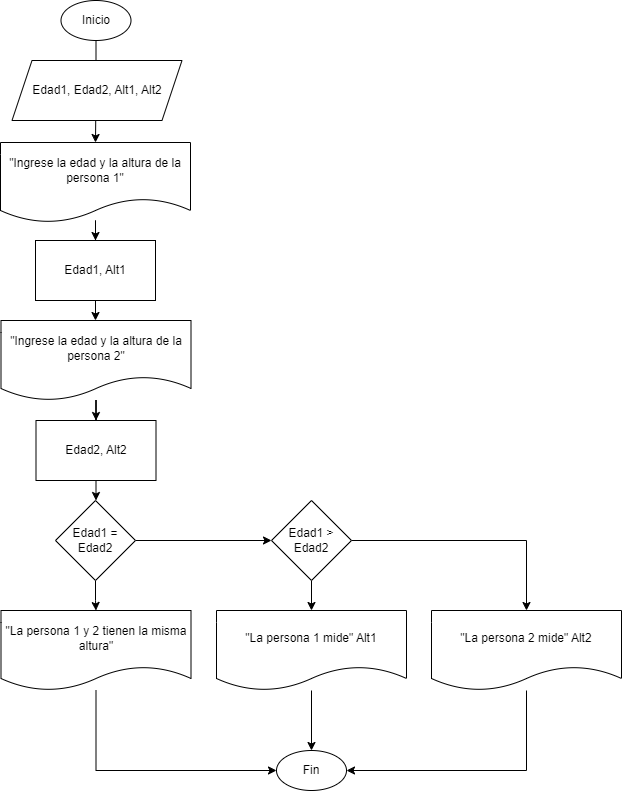 Inicio
Edad1, Edad2, Alt1, Alt2
"Ingrese la edad y la altura de la
persona 1"
Edad1, Alt1
"Ingrese la edad y la altura de la
persona 2"
Edad2, Alt2
Edad1 =
Edad2
Edad1 >
Edad2
"La persona 1 y 2 tienen la misma
altura"
"La persona 1 mide" Alt1
"La persona 2 mide" Alt2
Fin